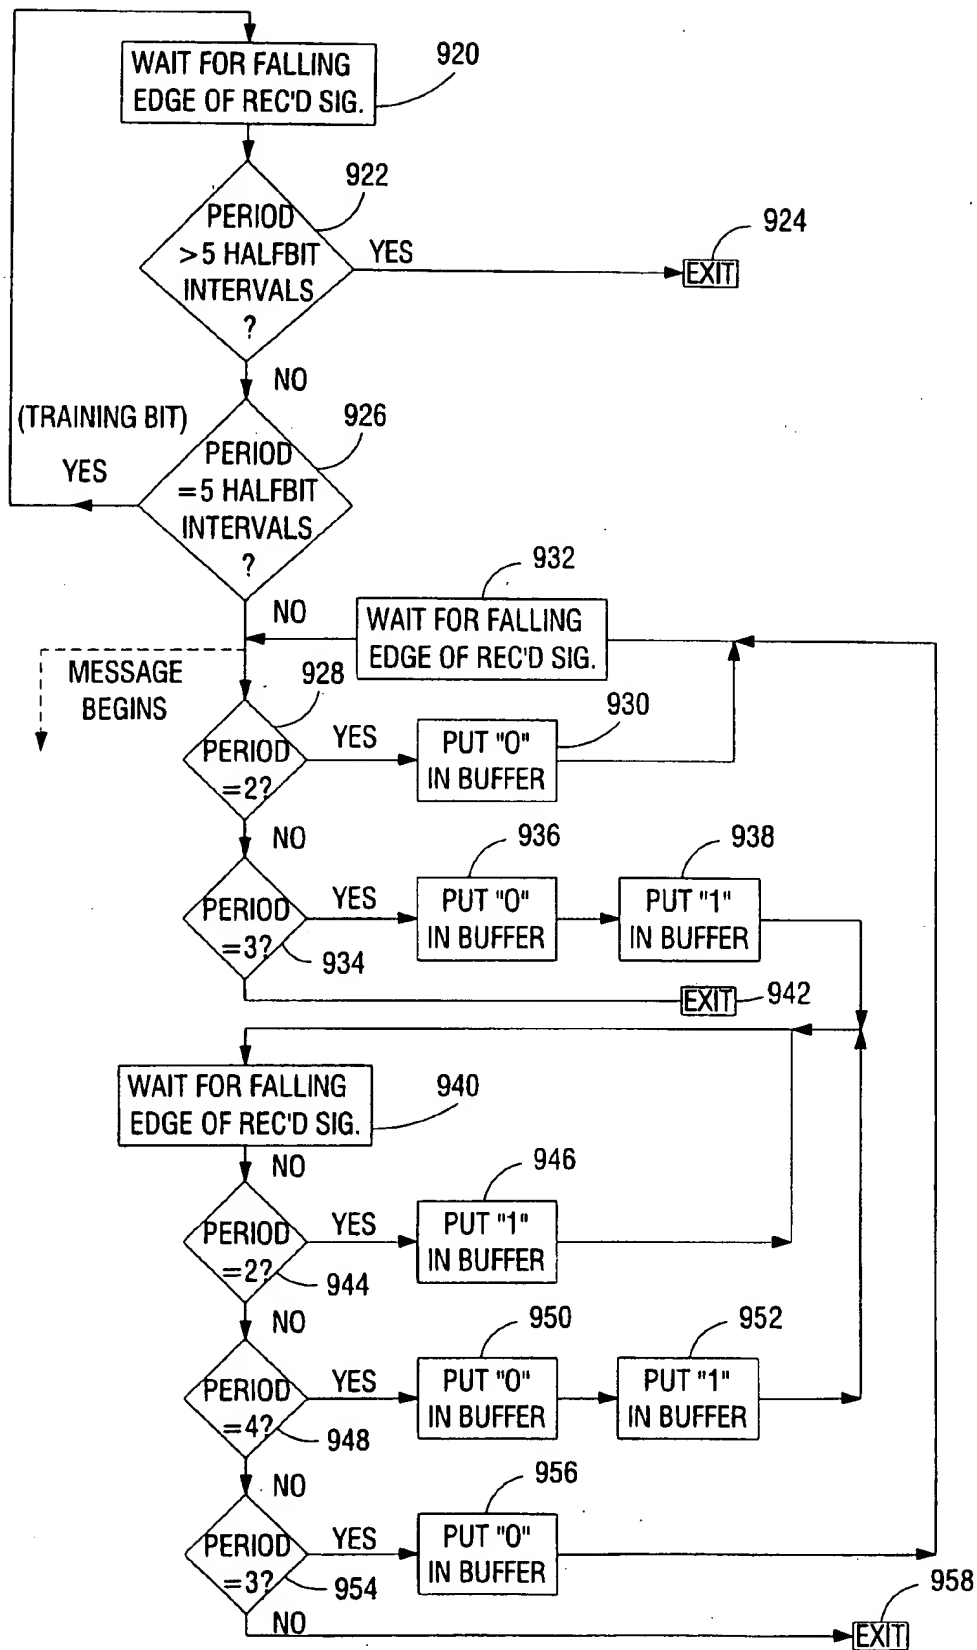 WAIT FOR FALLING
EDGE OF REC'D SIG.
920
PERIOD
>5 HALFBIT
INTERVALS
?
922
YES
924
EXIT
NO
(TRAINING BIT)
YES
PERIOD
=5 HALFBIT
INTERVALS
?
926
NO
932
WAIT FOR FALLING
EDGE OF REC'D SIG.
MESSAGE
BEGINS
928
PERIOD
=2?
YES
930
PUT "0"
IN BUFFER
NO
PERIOD
=3?
934
YES
936
PUT "0"
IN BUFFER
938
PUT "1"
IN BUFFER
EXIT
942
WAIT FOR FALLING
EDGE OF REC'D SIG.
940
NO
PERIOD
=2?
944
YES
946
PUT "1"
IN BUFFER
NO
PERIOD
=4?
948
YES
950
PUT "0"
IN BUFFER
952
PUT "1"
IN BUFFER
NO
PERIOD
=3?
954
YES
956
PUT "0"
IN BUFFER
NO
958
EXIT